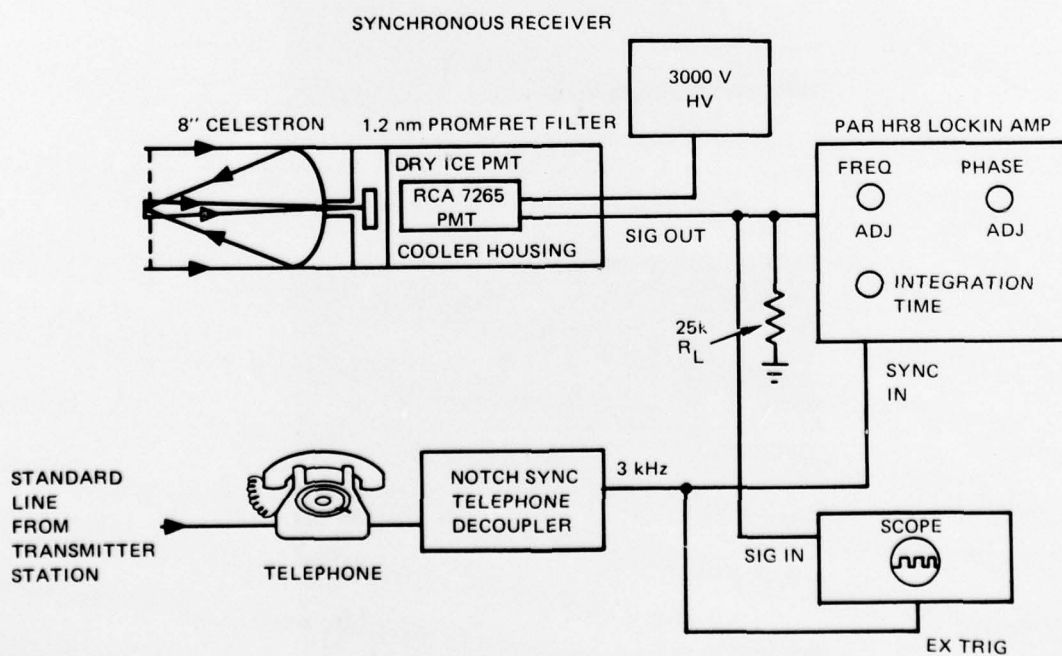 SYNCHRONOUS RECEIVER
3000 V
HV
8" CELESTRON
1.2 nm PROMFRET FILTER
PAR HR8 LOCKIN AMP
DRY ICE PMT
RCA 7265
PMT
COOLER HOUSING
SIG OUT
FREQ
ADJ
PHASE
ADJ
INTEGRATION
TIME
25k
RL
SYNC
IN
STANDARD
LINE
FROM
TRANSMITTER
STATION
TELEPHONE
NOTCH SYNC
TELEPHONE
DECOUPLER
3 kHz
SIG IN
SCOPE
EX TRIG